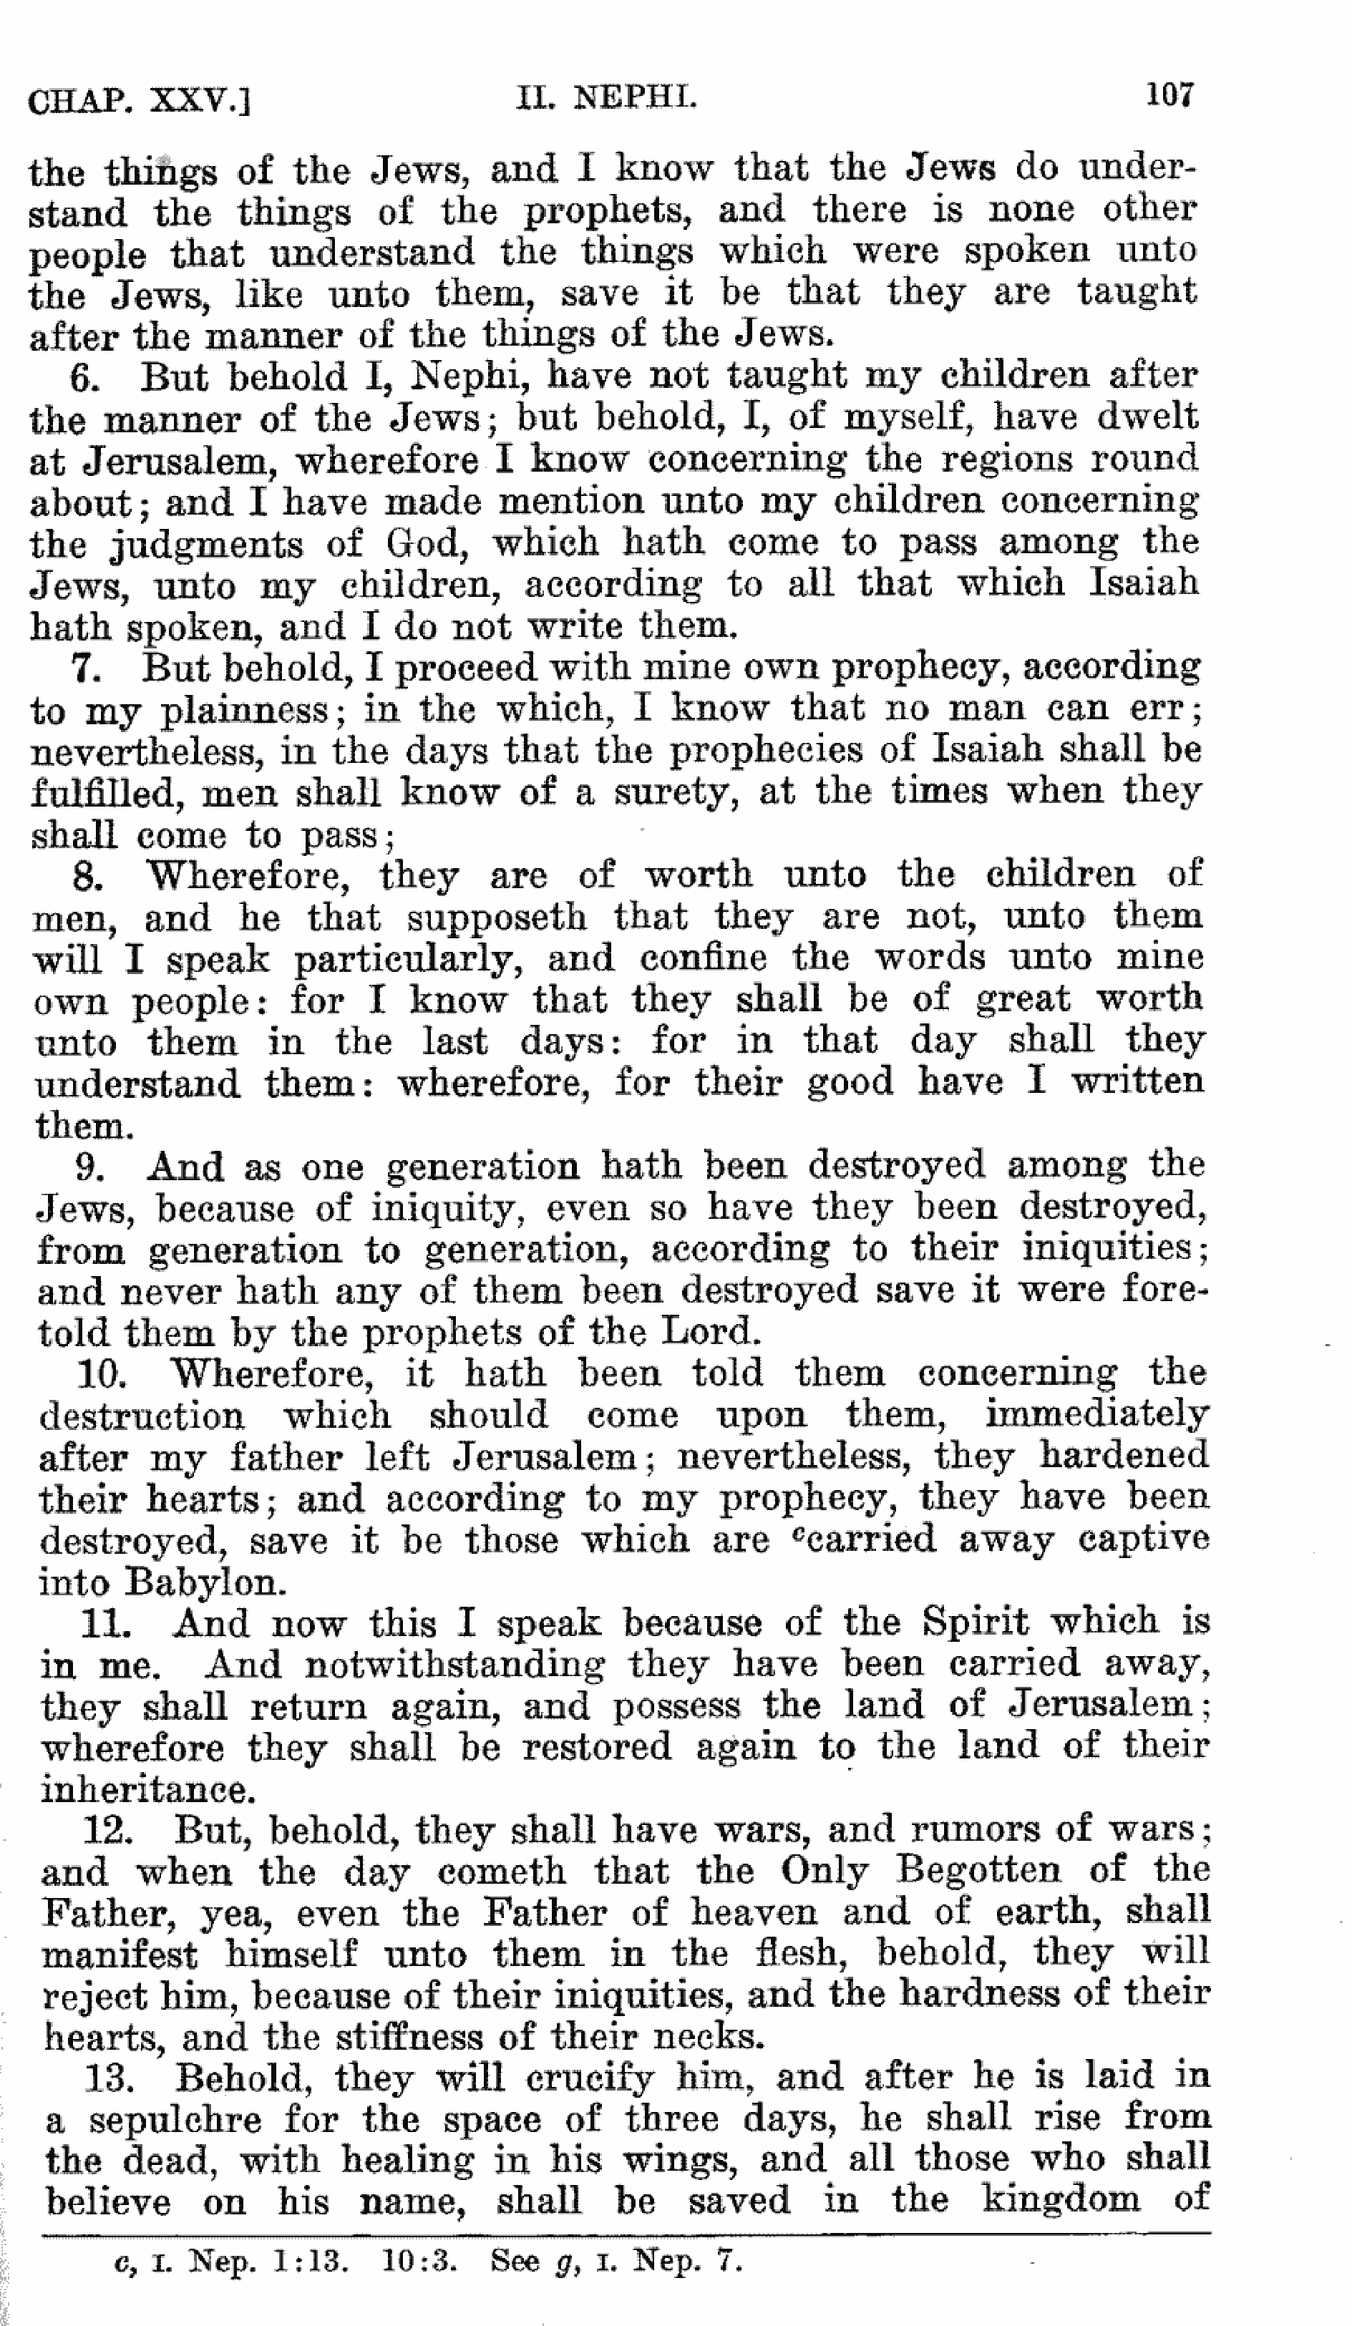 CHAP. XXV.] II. NEPHI. 107
the things of the Jews, and I know that the Jews do under-
stand the things of the prophets, and there is none other
people that understand the things which were spoken unto
the Jews, like unto them, save it be that they are taught
after the manner of the things of the Jews.
6. But behold I, Nephi, have not taught my children after
the manner of the Jews; but behold, I, of myself, have dwelt
at Jerusalem, wherefore I know concerning the regions round
about; and I have made mention unto my children concerning
the judgments of God, which hath come to pass among the
Jews, unto my children, according to all that which Isaiah
hath spoken, and I do not write them.
7. But behold, I proceed with mine own prophecy, according
to my plainness; in the which, I know that no man can err;
nevertheless, in the days that the prophecies of Isaiah shall be
fulfilled, men shall know of a surety, at the times when they
shall come to pass;
8. Wherefore, they are of worth unto the children of
men, and he that supposeth that they are not, unto them
will I speak particularly, and confine the words unto mine
own people: for I know that they shall be of great worth
unto them in the last days: for in that day shall they
understand them: wherefore, for their good have I written
them.
9. And as one generation hath been destroyed among the
Jews, because of iniquity, even so have they been destroyed,
from generation to generation, according to their iniquities;
and never hath any of them been destroyed save it were fore-
told them by the prophets of the Lord.
10. Wherefore, it hath been told them concerning the
destruction which should come upon them, immediately
after my father left Jerusalem; nevertheless, they hardened
their hearts; and according to my prophecy, they have been
destroyed, save it be those which are ᶜcarried away captive
into Babylon.
11. And now this I speak because of the Spirit which is
in me. And notwithstanding they have been carried away,
they shall return again, and possess the land of Jerusalem;
wherefore they shall be restored again to the land of their
inheritance.
12. But, behold, they shall have wars, and rumors of wars;
and when the day cometh that the Only Begotten of the
Father, yea, even the Father of heaven and of earth, shall
manifest himself unto them in the flesh, behold, they will
reject him, because of their iniquities, and the hardness of their
hearts, and the stiffness of their necks.
13. Behold, they will crucify him, and after he is laid in
a sepulchre for the space of three days, he shall rise from
the dead, with healing in his wings, and all those who shall
believe on his name, shall be saved in the kingdom of
c, I. Nep. 1:13. 10:3. See g, I. Nep. 7.